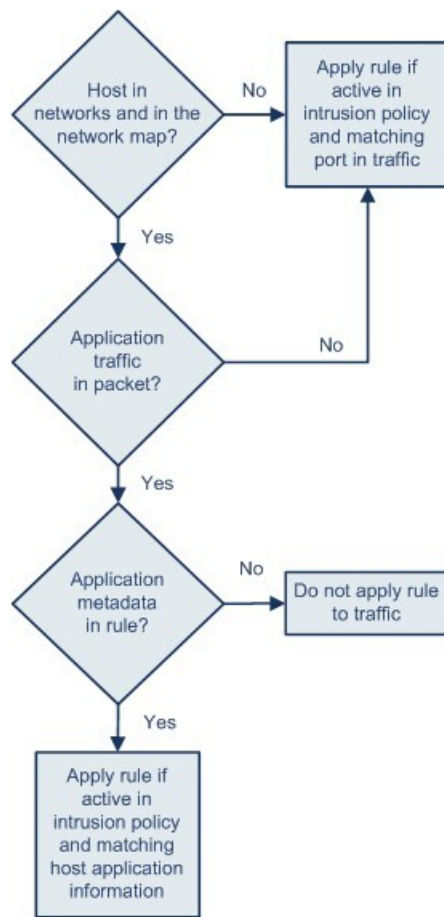 Host in
networks and in the
network map?
No
Apply rule if
active in
intrusion policy
and matching
port in traffic
Yes
Application
traffic
in packet?
No
Yes
Application
metadata
in rule?
No
Do not apply rule
to traffic
Yes
Apply rule if
active in
intrusion policy
and matching
host application
information